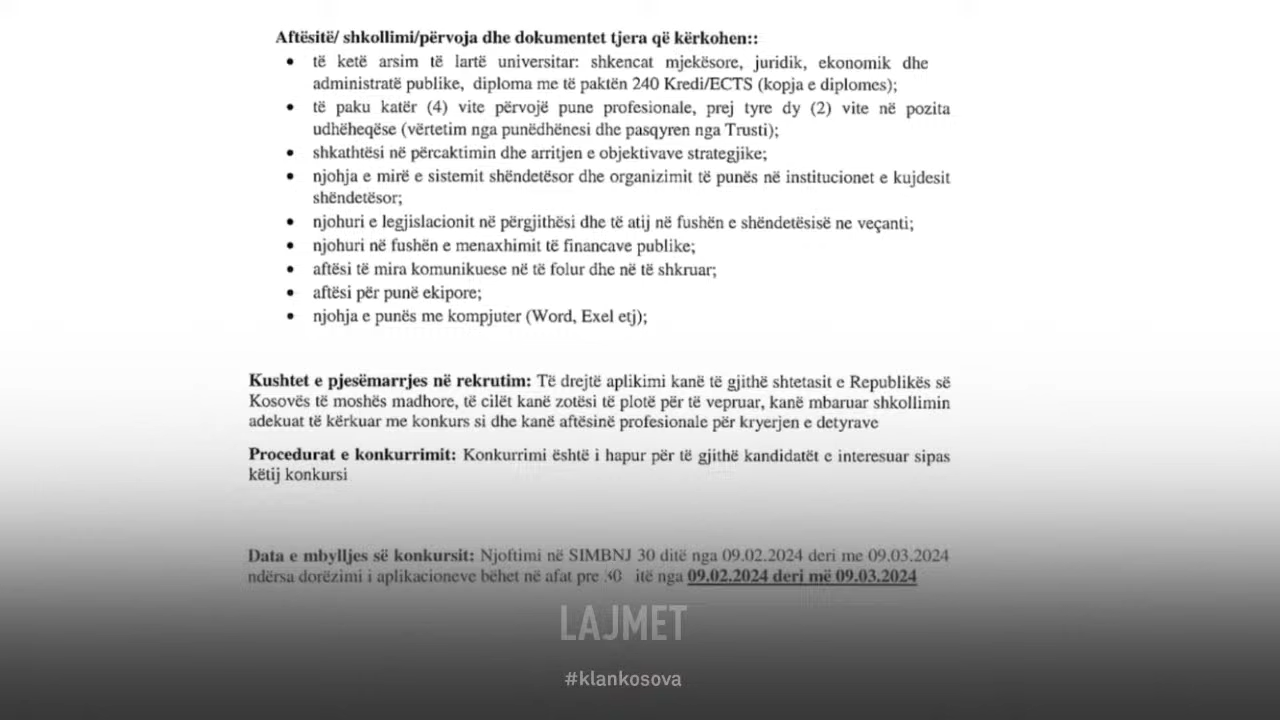 Aftësitë/ shkollimi/përvoja dhe dokumentet tjera që kërkohen::
• të ketë arsim të lartë universitar: shkencat mjekësore, juridik, ekonomik dhe
administratë publike, diploma me të paktën 240 Kredi/ECTS (kopja e diplomes);
• të paku katër (4) vite përvojë pune profesionale, prej tyre dy (2) vite në pozita
udhëheqëse (vërtetim nga punëdhënësi dhe pasqyren nga Trusti);
• shkathtësi në përcaktimin dhe arritjen e objektivave strategjike;
• njohja e mirë e sistemit shëndetësor dhe organizimit të punës në institucionet e kujdesit
shëndetësor;
• njohuri e legjislacionit në përgjithësi dhe të atij në fushën e shëndetësisë ne veçanti;
• njohuri në fushën e menaxhimit të financave publike;
• aftësi të mira komunikuese në të folur dhe në të shkruar;
• aftësi për punë ekipore;
• njohja e punës me kompjuter (Word, Exel etj);
Kushtet e pjesëmarrjes në rekrutim: Të drejtë aplikimi kanë të gjithë shtetasit e Republikës së
Kosovës të moshës madhore, të cilët kanë zotësi të plotë për të vepruar, kanë mbaruar shkollimin
adekuat të kërkuar me konkurs si dhe kanë aftësinë profesionale për kryerjen e detyrave
Procedurat e konkurrimit: Konkurrimi është i hapur për të gjithë kandidatët e interesuar sipas
këtij konkursi
Data e mbylljes së konkursit: Njoftimi në SIMBNJ 30 ditë nga 09.02.2024 deri me 09.03.2024
ndërsa dorëzimi i aplikacioneve bëhet në afat pre 30 itë nga 09.02.2024 deri më 09.03.2024
LAJMET
#klankosova